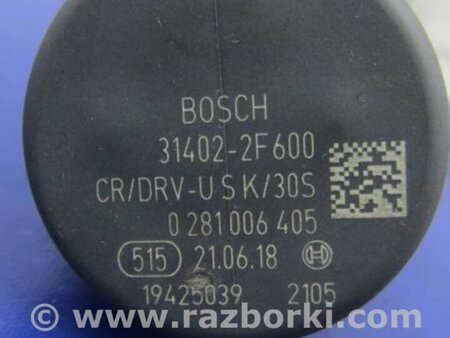 BOSCH
31402-2F600
CR/DRV-USK/30S
0 281 006 405
515 21.06.18
19425039 2105
© www.razborki.com